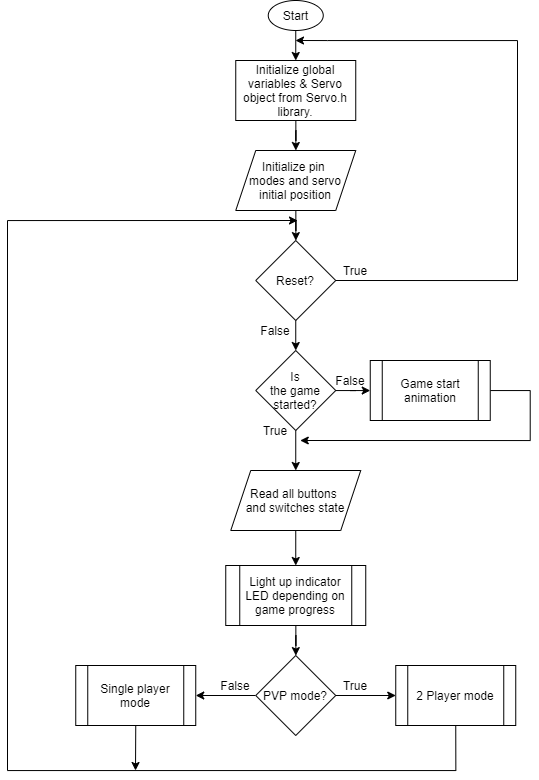 Start
Initialize global
variables & Servo
object from Servo.h
library.
Initialize pin
modes and servo
initial position
Reset?
True
False
Is
the game
started?
False
Game start
animation
True
Read all buttons
and switches state
Light up indicator
LED depending on
game progress
Single player
mode
False
PVP mode?
True
2 Player mode